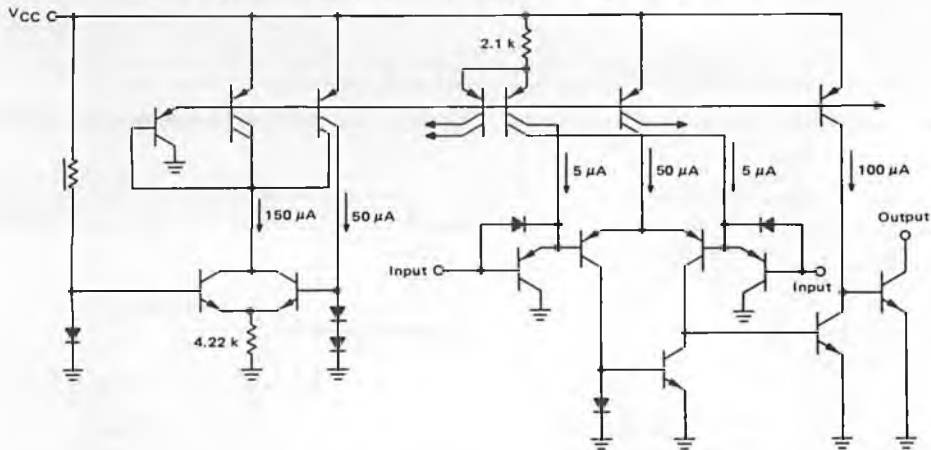 VCC
2.1 k
5 µA
50 µA
5 µA
100 µA
150 µA
50 µA
Output
Input
Input
4.22 k